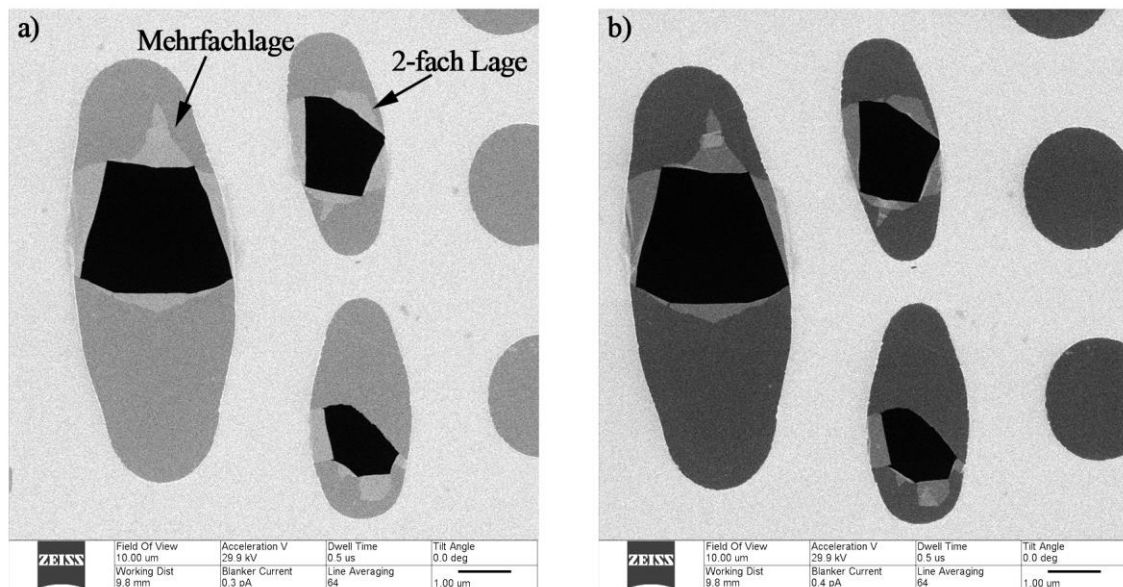 a)
Mehrfachlage
2-fach Lage
ZEISS
Field Of View
10.00 um
Acceleration V
29.9 kV
Dwell Time
0.5 us
Tilt Angle
0.0 deg
Working Dist
9.8 mm
Blanker Current
0.3 pA
Line Averaging
64
1.00 um
b)
ZEISS
Field Of View
10.00 um
Acceleration V
29.9 kV
Dwell Time
0.5 us
Tilt Angle
0.0 deg
Working Dist
9.8 mm
Blanker Current
0.4 pA
Line Averaging
64
1.00 um